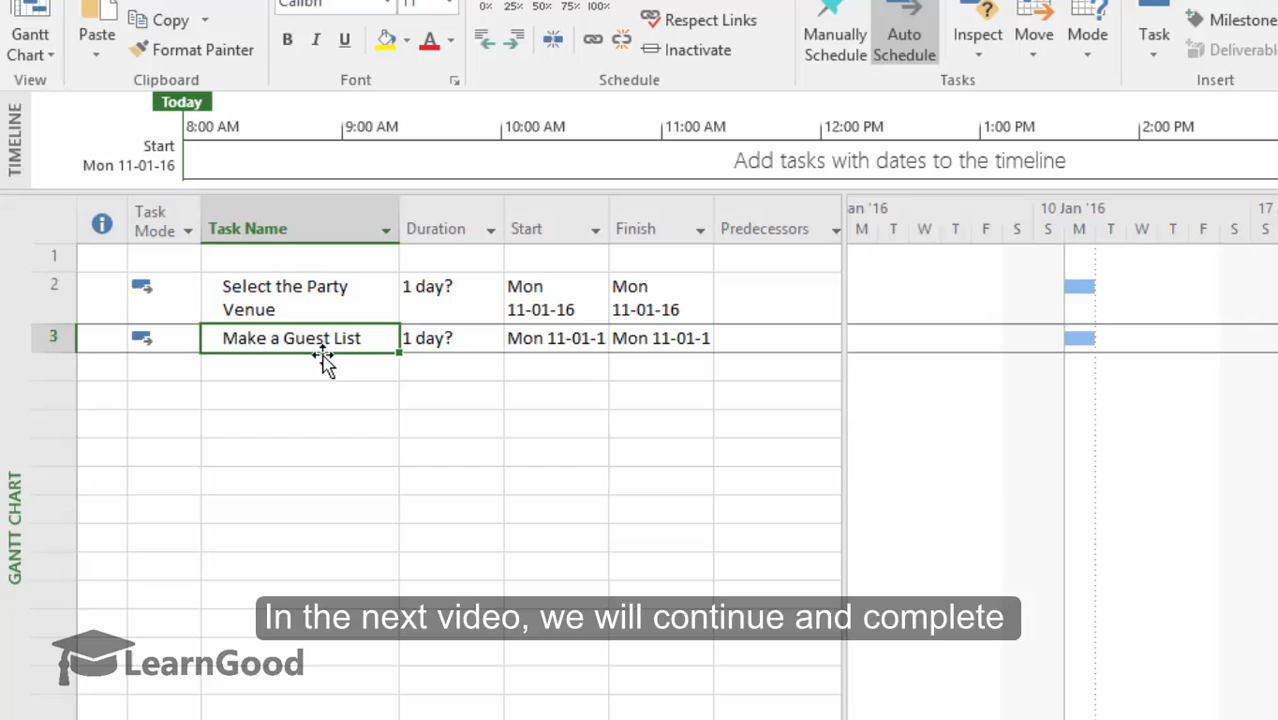 Calibri 11 0% 25% 50% 75% 100%
Gantt Chart Paste Copy Format Painter B I U A Respect Links Inactivate Manually Schedule Auto Schedule Inspect Move Mode Task Milestone Deliverabl
View Clipboard Font Schedule Tasks Insert
Today
TIMELINE
8:00 AM 9:00 AM 10:00 AM 11:00 AM 12:00 PM 1:00 PM 2:00 PM
Start
Mon 11-01-16
Add tasks with dates to the timeline
Task Mode Task Name Duration Start Finish Predecessors
an '16 10 Jan '16 17
M T W T F S S M T W T F S S
1
2 Select the Party Venue 1 day? Mon 11-01-16 Mon 11-01-16
3 Make a Guest List 1 day? Mon 11-01-1 Mon 11-01-1
GANTT CHART
In the next video, we will continue and complete
LearnGood